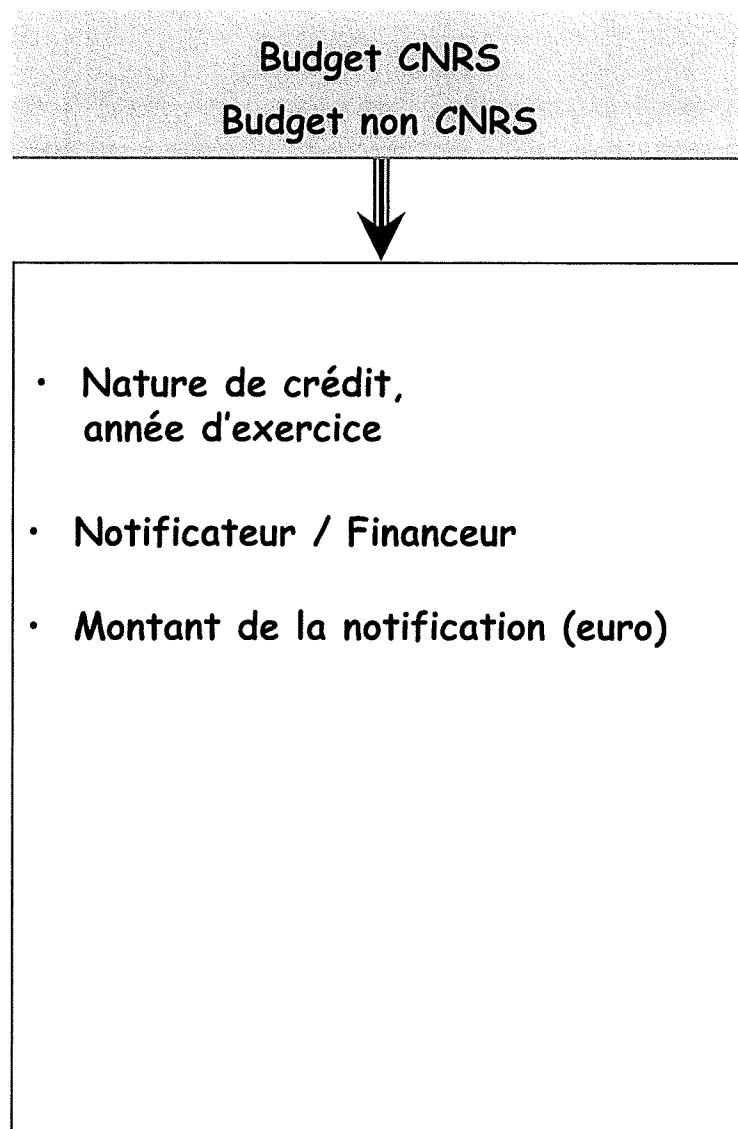 Budget CNRS
Budget non CNRS
· Nature de crédit,
année d'exercice
· Notificateur / Financeur
· Montant de la notification (euro)